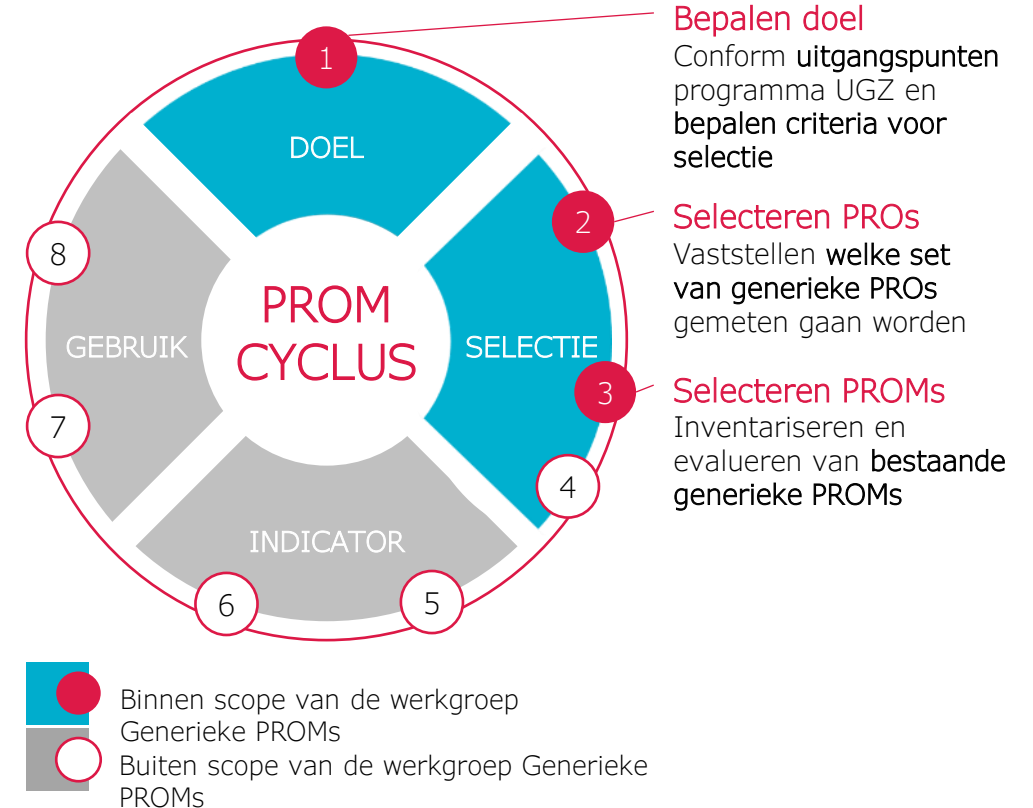 1
DOEL
2
SELECTIE
3
4
INDICATOR
5
6
7
GEBRUIK
8
PROM
CYCLUS
Bepalen doel
Conform uitgangspunten
programma UGZ en
bepalen criteria voor
selectie
Selecteren PROs
Vaststellen welke set
van generieke PROs
gemeten gaan worden
Selecteren PROMs
Inventariseren en
evalueren van bestaande
generieke PROMs
Binnen scope van de werkgroep
Generieke PROMs
Buiten scope van de werkgroep Generieke
PROMs